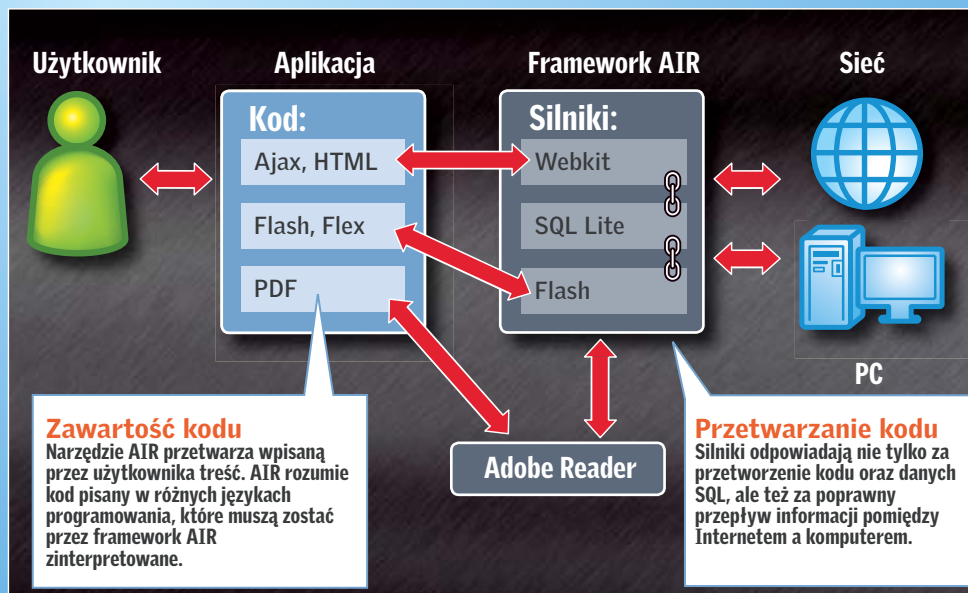 Użytkownik
Aplikacja
Framework AIR
Sieć
Kod:
Ajax, HTML
Flash, Flex
PDF
Silniki:
Webkit
SQL Lite
Flash
PC
Adobe Reader
Zawartość kodu
Narzędzie AIR przetwarza wpisaną
przez użytkownika treść. AIR rozumie
kod pisany w różnych językach
programowania, które muszą zostać
przez framework AIR
zinterpretowane.
Przetwarzanie kodu
Silniki odpowiadają nie tylko za
przetworzenie kodu oraz danych
SQL, ale też za poprawny
przepływ informacji pomiędzy
Internetem a komputerem.